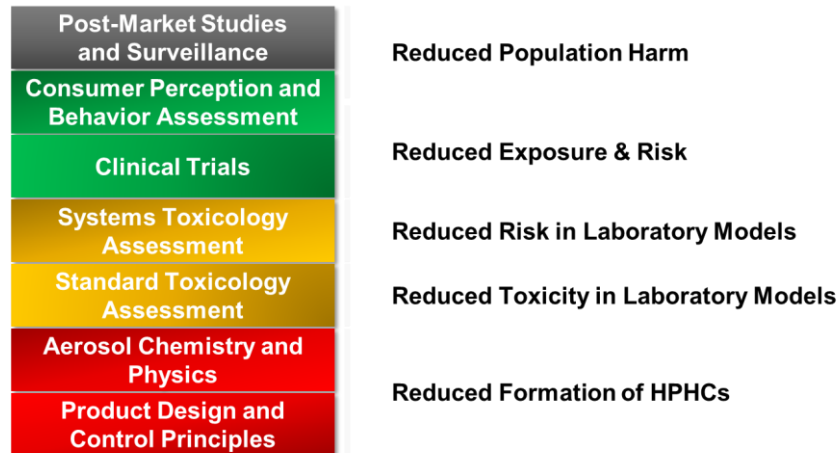 Post-Market Studies
and Surveillance
Reduced Population Harm
Consumer Perception and
Behavior Assessment
Clinical Trials
Reduced Exposure & Risk
Systems Toxicology
Assessment
Reduced Risk in Laboratory Models
Standard Toxicology
Assessment
Reduced Toxicity in Laboratory Models
Aerosol Chemistry and
Physics
Reduced Formation of HPHCs
Product Design and
Control Principles